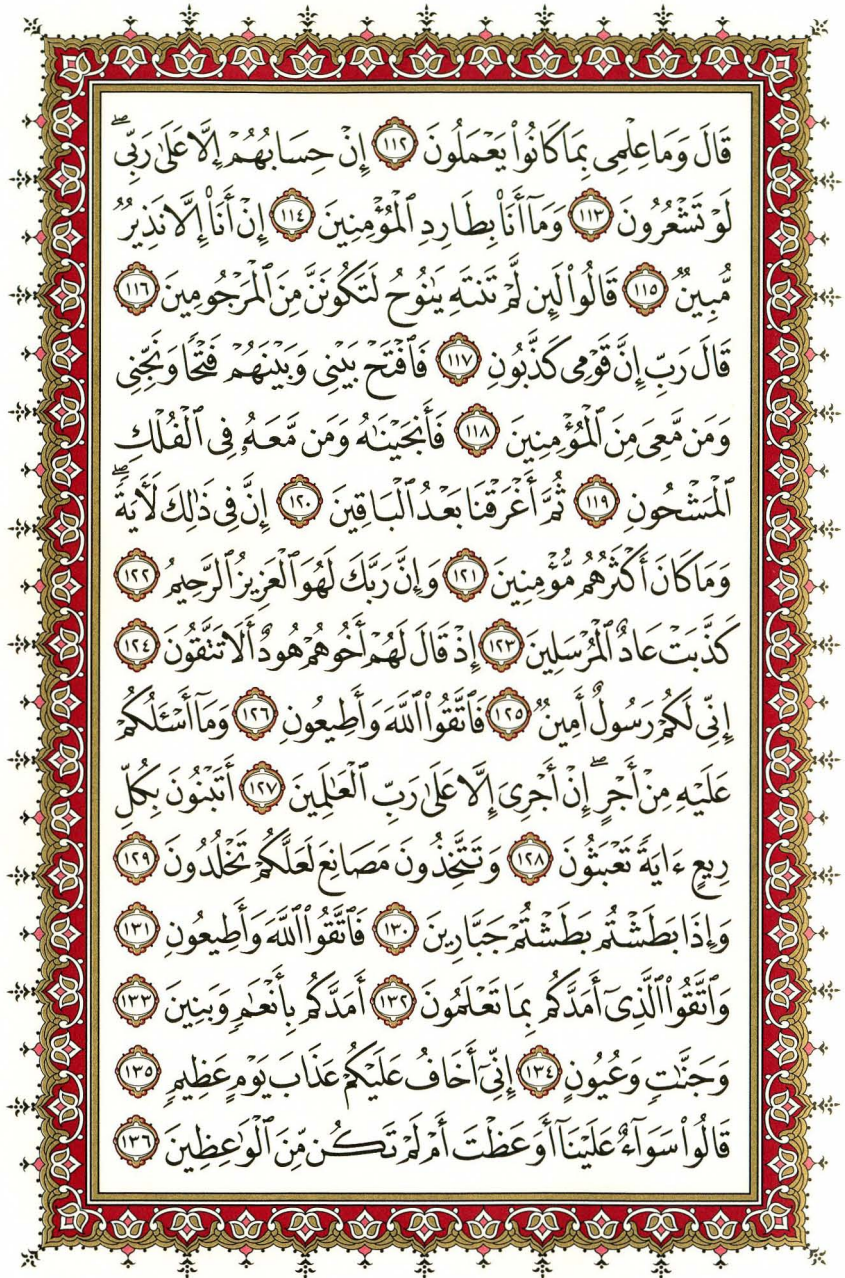 قَالَ وَمَا عِلْمِى بِمَا كَانُوا۟ يَعْمَلُونَ ١١٢ إِنْ حِسَابُهُمْ إِلَّا عَلَىٰ رَبِّى ۖ
لَوْ تَشْعُرُونَ ١١٣ وَمَآ أَنَا۠ بِطَارِدِ ٱلْمُؤْمِنِينَ ١١٤ إِنْ أَنَا۠ إِلَّا نَذِيرٌ
مُّبِينٌ ١١٥ قَالُوا۟ لَئِن لَّمْ تَنتَهِ يَٰنُوحُ لَتَكُونَنَّ مِنَ ٱلْمَرْجُومِينَ ١١٦
قَالَ رَبِّ إِنَّ قَوْمِى كَذَّبُونِ ١١٧ فَٱفْتَحْ بَيْنِى وَبَيْنَهُمْ فَتْحًا وَنَجِّنِى
وَمَن مَّعِىَ مِنَ ٱلْمُؤْمِنِينَ ١١٨ فَأَنجَيْنَٰهُ وَمَن مَّعَهُۥ فِى ٱلْفُلْكِ
ٱلْمَشْحُونِ ١١٩ ثُمَّ أَغْرَقْنَا بَعْدُ ٱلْبَاقِينَ ١٢٠ إِنَّ فِى ذَٰلِكَ لَـَٔايَةً ۖ
وَمَا كَانَ أَكْثَرُهُم مُّؤْمِنِينَ ١٢١ وَإِنَّ رَبَّكَ لَهُوَ ٱلْعَزِيزُ ٱلرَّحِيمُ ١٢٢
كَذَّبَتْ عَادٌ ٱلْمُرْسَلِينَ ١٢٣ إِذْ قَالَ لَهُمْ أَخُوهُمْ هُودٌ أَلَا تَتَّقُونَ ١٢٤
إِنِّى لَكُمْ رَسُولٌ أَمِينٌ ١٢٥ فَٱتَّقُوا۟ ٱللَّهَ وَأَطِيعُونِ ١٢٦ وَمَآ أَسْـَٔلُكُمْ
عَلَيْهِ مِنْ أَجْرٍ ۖ إِنْ أَجْرِىَ إِلَّا عَلَىٰ رَبِّ ٱلْعَٰلَمِينَ ١٢٧ أَتَبْنُونَ بِكُلِّ
رِيعٍ ءَايَةً تَعْبَثُونَ ١٢٨ وَتَتَّخِذُونَ مَصَانِعَ لَعَلَّكُمْ تَخْلُدُونَ ١٢٩
وَإِذَا بَطَشْتُم بَطَشْتُمْ جَبَّارِينَ ١٣٠ فَٱتَّقُوا۟ ٱللَّهَ وَأَطِيعُونِ ١٣١
وَٱتَّقُوا۟ ٱلَّذِىٓ أَمَدَّكُم بِمَا تَعْلَمُونَ ١٣٢ أَمَدَّكُم بِأَنْعَٰمٍ وَبَنِينَ ١٣٣
وَجَنَّٰتٍ وَعُيُونٍ ١٣٤ إِنِّىٓ أَخَافُ عَلَيْكُمْ عَذَابَ يَوْمٍ عَظِيمٍ ١٣٥
قَالُوا۟ سَوَآءٌ عَلَيْنَآ أَوَعَظْتَ أَمْ لَمْ تَكُن مِّنَ ٱلْوَٰعِظِينَ ١٣٦